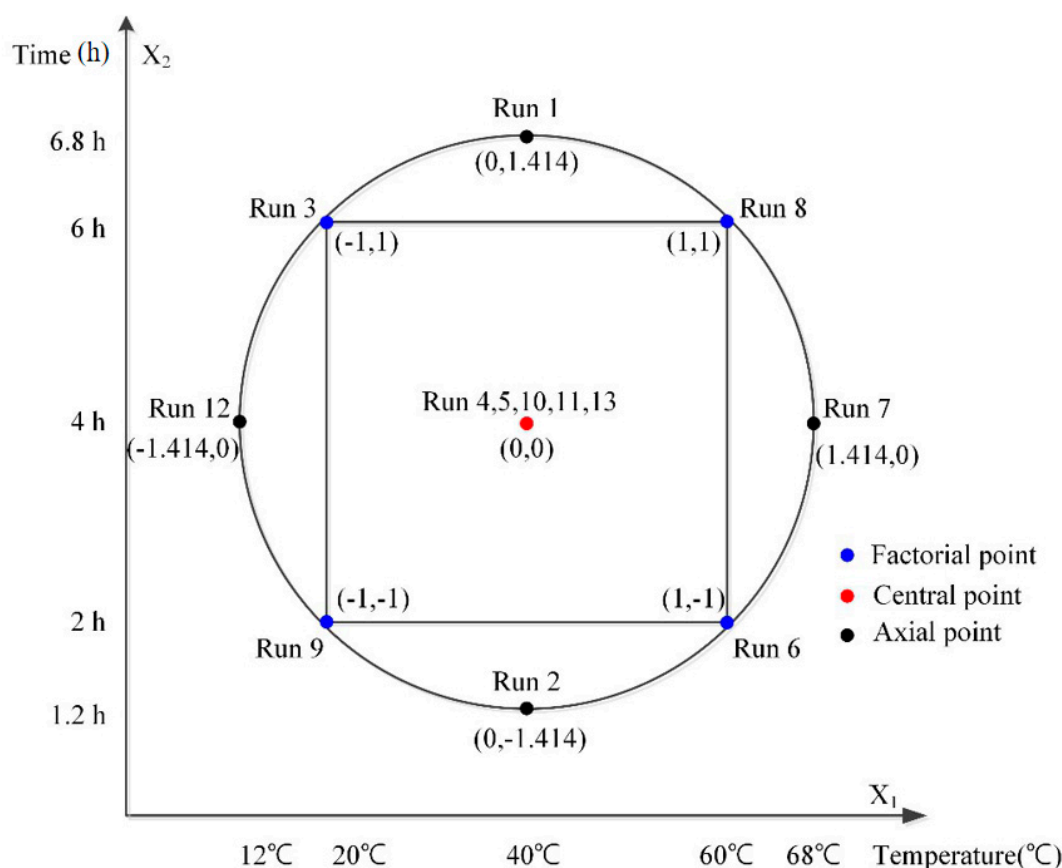 Time (h)
X₂
Run 1
6.8 h
(0,1.414)
Run 3
Run 8
6 h
(-1,1)
(1,1)
Run 12
Run 4,5,10,11,13
Run 7
4 h
(-1.414,0)
(0,0)
(1.414,0)
Factorial point
(-1,-1)
(1,-1)
Central point
2 h
Axial point
Run 9
Run 6
Run 2
1.2 h
(0,-1.414)
X₁
12℃ 20℃ 40℃ 60℃ 68℃ Temperature(℃)